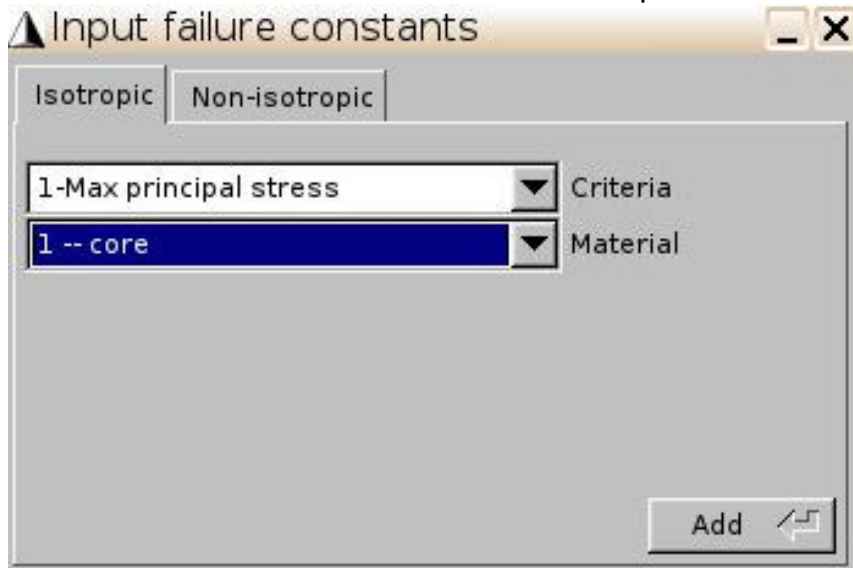 Input failure constants
Isotropic Non-isotropic
1-Max principal stress Criteria
1 -- core Material
Add